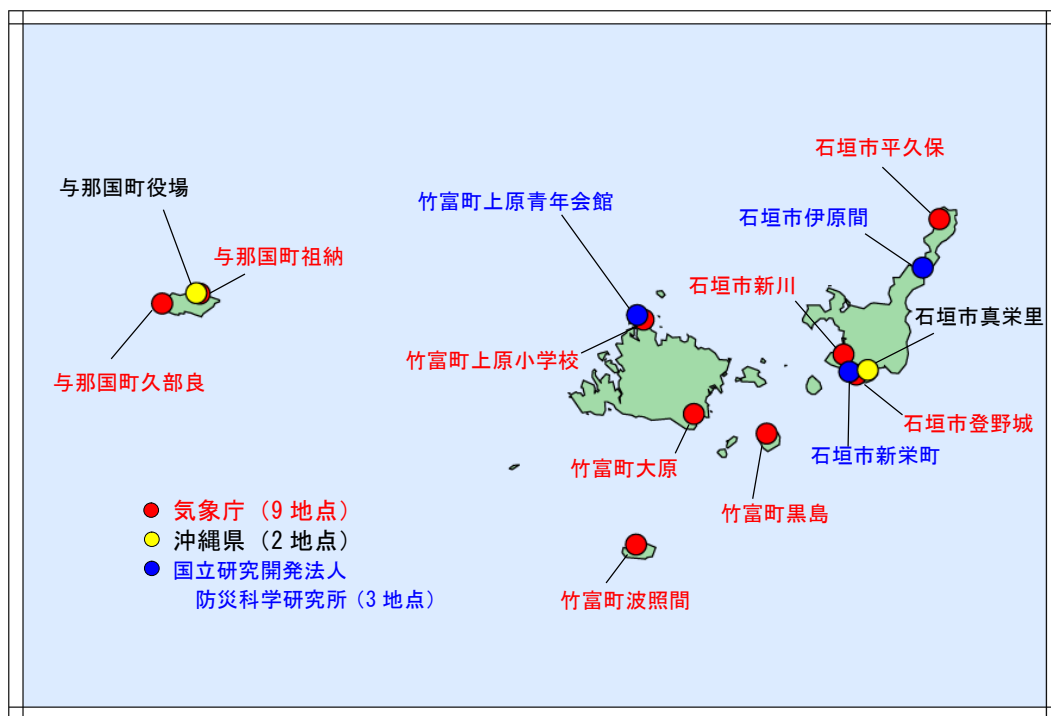 石垣市平久保
与那国町役場
竹富町上原青年会館
石垣市伊原間
与那国町祖納
石垣市新川
石垣市真栄里
竹富町上原小学校
与那国町久部良
石垣市登野城
石垣市新栄町
竹富町大原
竹富町黒島
気象庁（9 地点）
沖縄県（2 地点）
国立研究開発法人
防災科学研究所（3 地点）
竹富町波照間